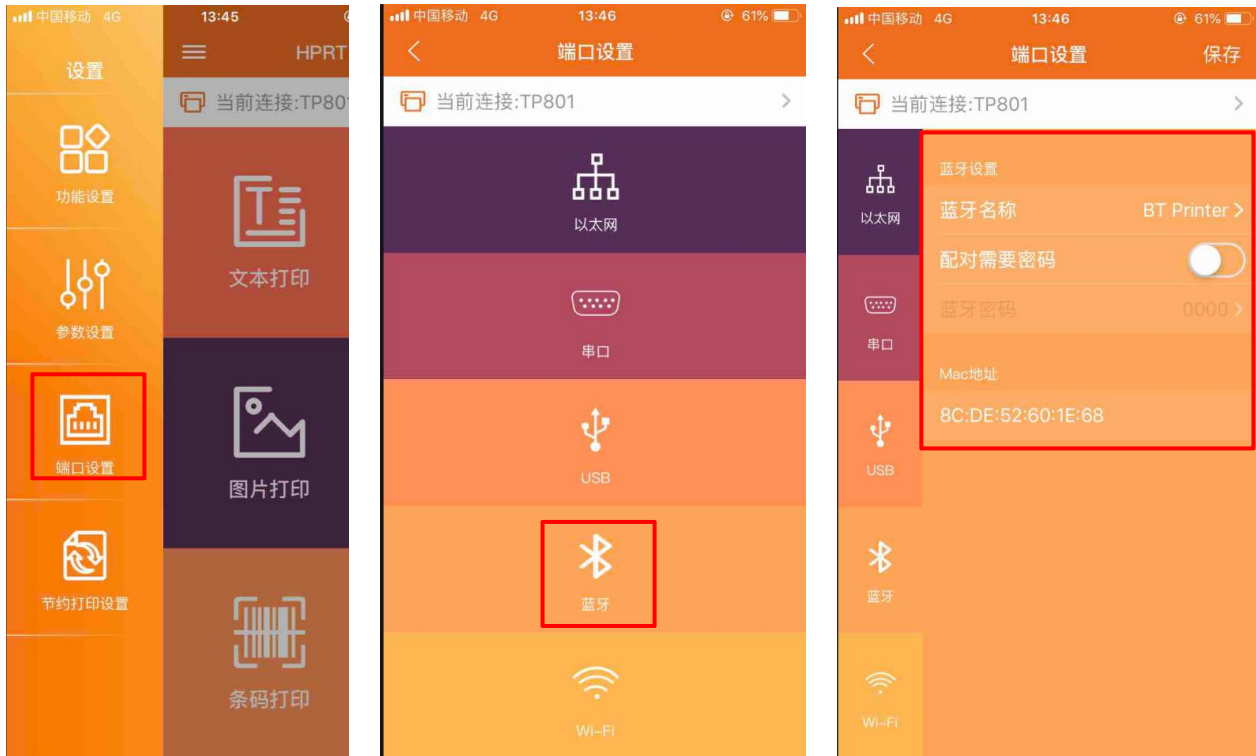 中国移动 4G
设置
功能设置
参数设置
端口设置
节约打印设置
13:45
HPRT
当前连接:TP801
文本打印
图片打印
条码打印
中国移动 4G 13:46 61%
端口设置
当前连接:TP801
以太网
串口
USB
蓝牙
Wi-Fi
中国移动 4G 13:46 61%
端口设置 保存
当前连接:TP801
以太网
串口
USB
蓝牙
Wi-Fi
蓝牙设置
蓝牙名称 BT Printer
配对需要密码
蓝牙密码 0000
Mac地址
8C:DE:52:60:1E:68